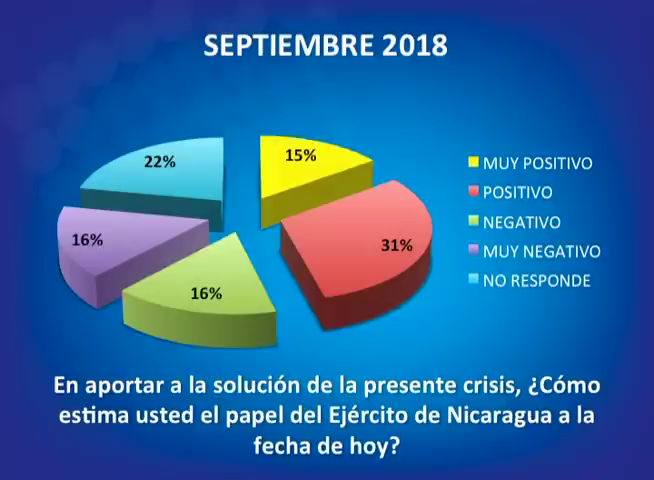 SEPTIEMBRE 2018
22%
15%
MUY POSITIVO
POSITIVO
NEGATIVO
MUY NEGATIVO
NO RESPONDE
16%
31%
16%
En aportar a la solución de la presente crisis, ¿Cómo
estima usted el papel del Ejército de Nicaragua a la
fecha de hoy?